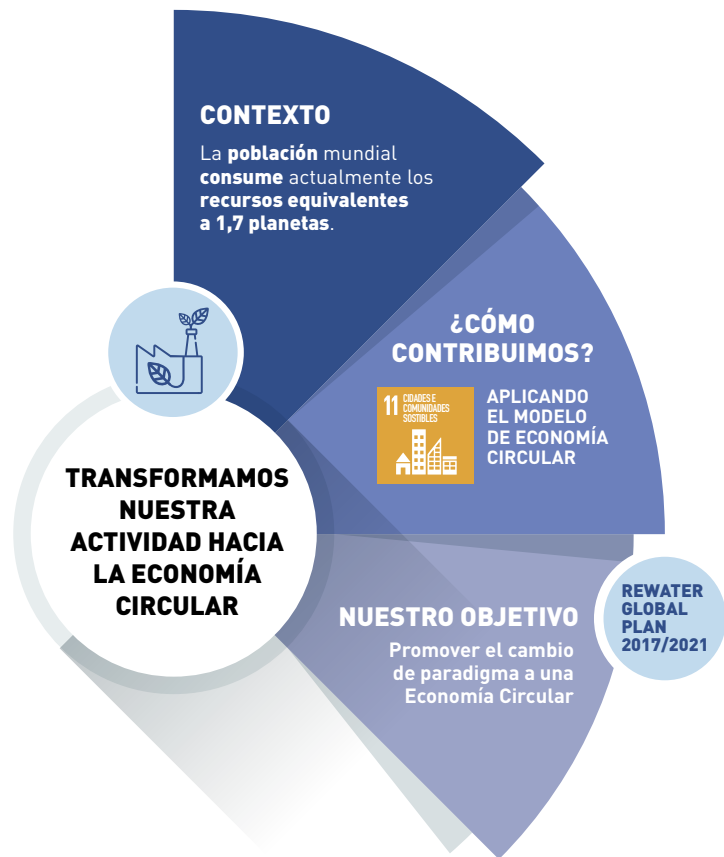 CONTEXTO
La población mundial
consume actualmente los
recursos equivalentes
a 1,7 planetas.
¿CÓMO
CONTRIBUIMOS?
11 CIDADES E
COMUNIDADES
SOSTIBLES
APLICANDO
EL MODELO
DE ECONOMÍA
CIRCULAR
TRANSFORMAMOS
NUESTRA
ACTIVIDAD HACIA
LA ECONOMÍA
CIRCULAR
NUESTRO OBJETIVO
Promover el cambio
de paradigma a una
Economía Circular
REWATER
GLOBAL
PLAN
2017/2021